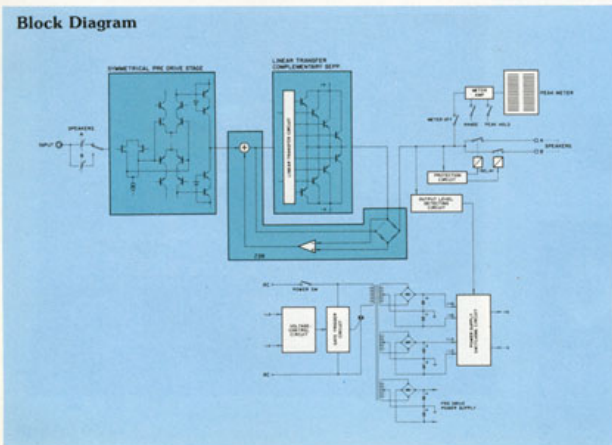 Block Diagram
SYMMETRICAL PRE DRIVE STAGE
LINEAR TRANSFER
COMPLEMENTARY SEPP
LINEAR TRANSFER CIRCUIT
METER
AMP
PEAK METER
METER OFF
RANGE
PEAK HOLD
SPEAKERS
A
B
INPUT
A
B
SPEAKERS
RELAY
PROTECTION
CIRCUIT
OUTPUT LEVEL
DETECTING
CIRCUIT
ZDR
AC
POWER SW
VOLTAGE
CONTROL
CIRCUIT
GATE TRIGGER
CIRCUIT
AC
POWER SUPPLY
SWITCHING CIRCUIT
PRE DRIVE
POWER SUPPLY